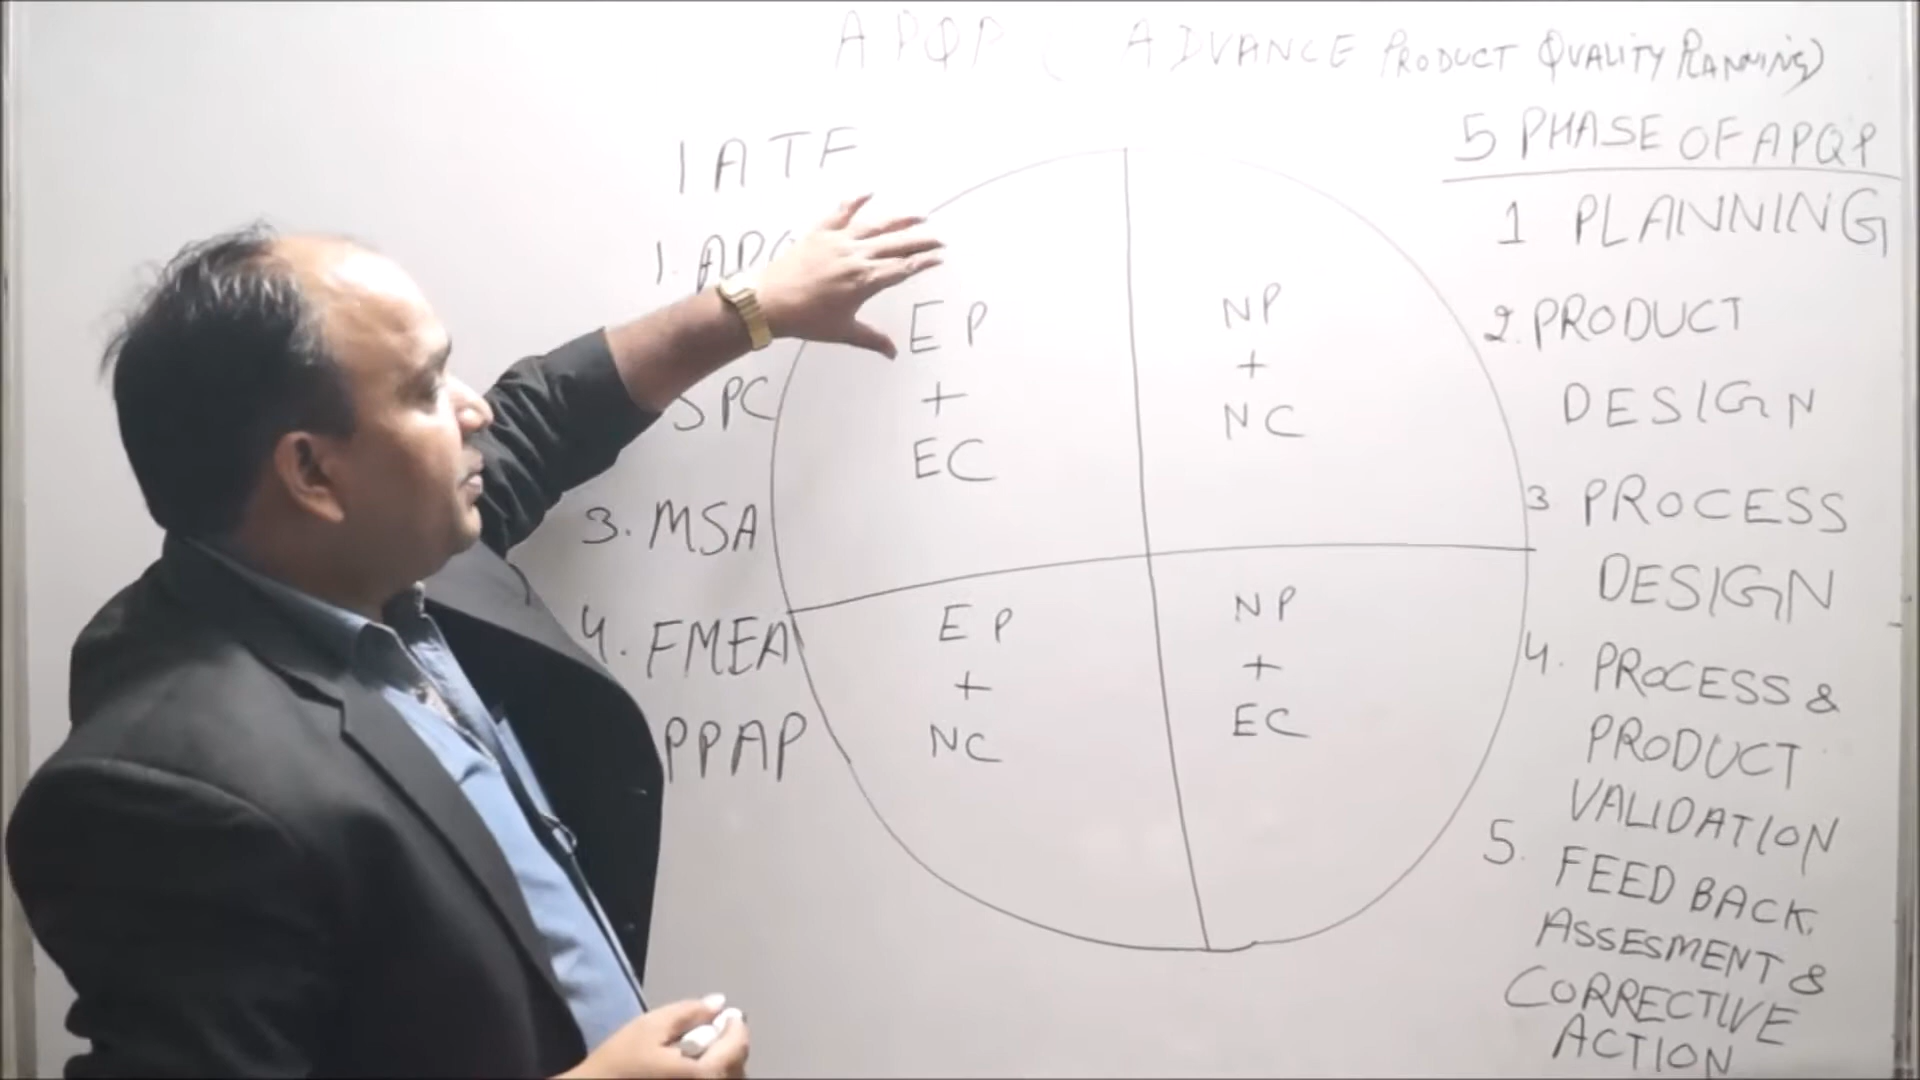 APQP ( ADVANCE PRODUCT QUALITY PLANNING)
IATF
1.
SPC
3. MSA
4. FMEA
PPAP
EP
+
EC
NP
+
NC
EP
+
NC
NP
+
EC
5 PHASE OF APQP
1 PLANNING
2. PRODUCT
DESIGN
3 PROCESS
DESIGN
4. PROCESS &
PRODUCT
VALIDATION
5. FEED BACK,
ASSESMENT &
CORRECTIVE
ACTION